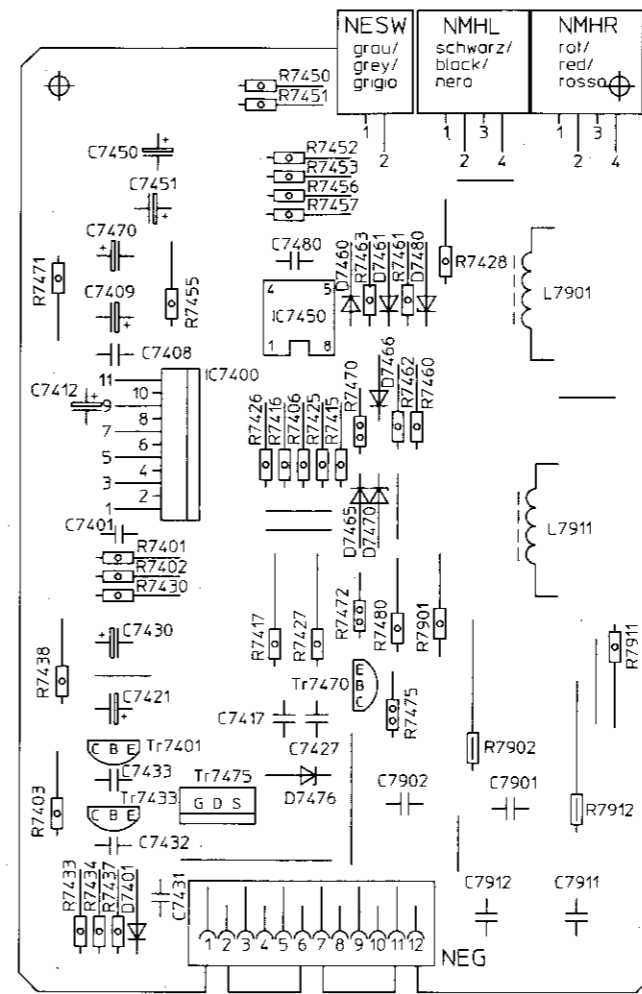 NESW
grau/
grey/
grigio
NMHL
schwarz/
black/
nero
NMHR
rot/
red/
rosso
1
2
1
3
2
4
1
3
2
4
R7450
R7451
C7450
R7452
R7453
R7456
R7457
C7451
C7470
C7480
D7460
R7463
D7461
R7461
D7480
R7428
R7471
R7455
C7409
4
5
IC7450
1
8
L7901
C7408
IC7400
C7412
11
10
9
8
7
6
5
4
3
2
1
R7470
D7466
R7462
R7460
R7426
R7416
R7406
R7425
R7415
C7401
D7465
D7470
L7911
R7401
R7402
R7430
C7430
R7417
R7427
R7472
R7480
R7901
R7911
R7438
C7421
Tr7470
E
B
C
R7475
C7417
C7427
Tr7401
C B E
C7433
Tr7475
G D S
D7476
R7902
R7403
Tr7433
C B E
C7902
C7901
R7912
C7432
R7433
R7434
R7437
D7401
C7431
C7912
C7911
1 2 3 4 5 6 7 8 9 10 11 12
NEG